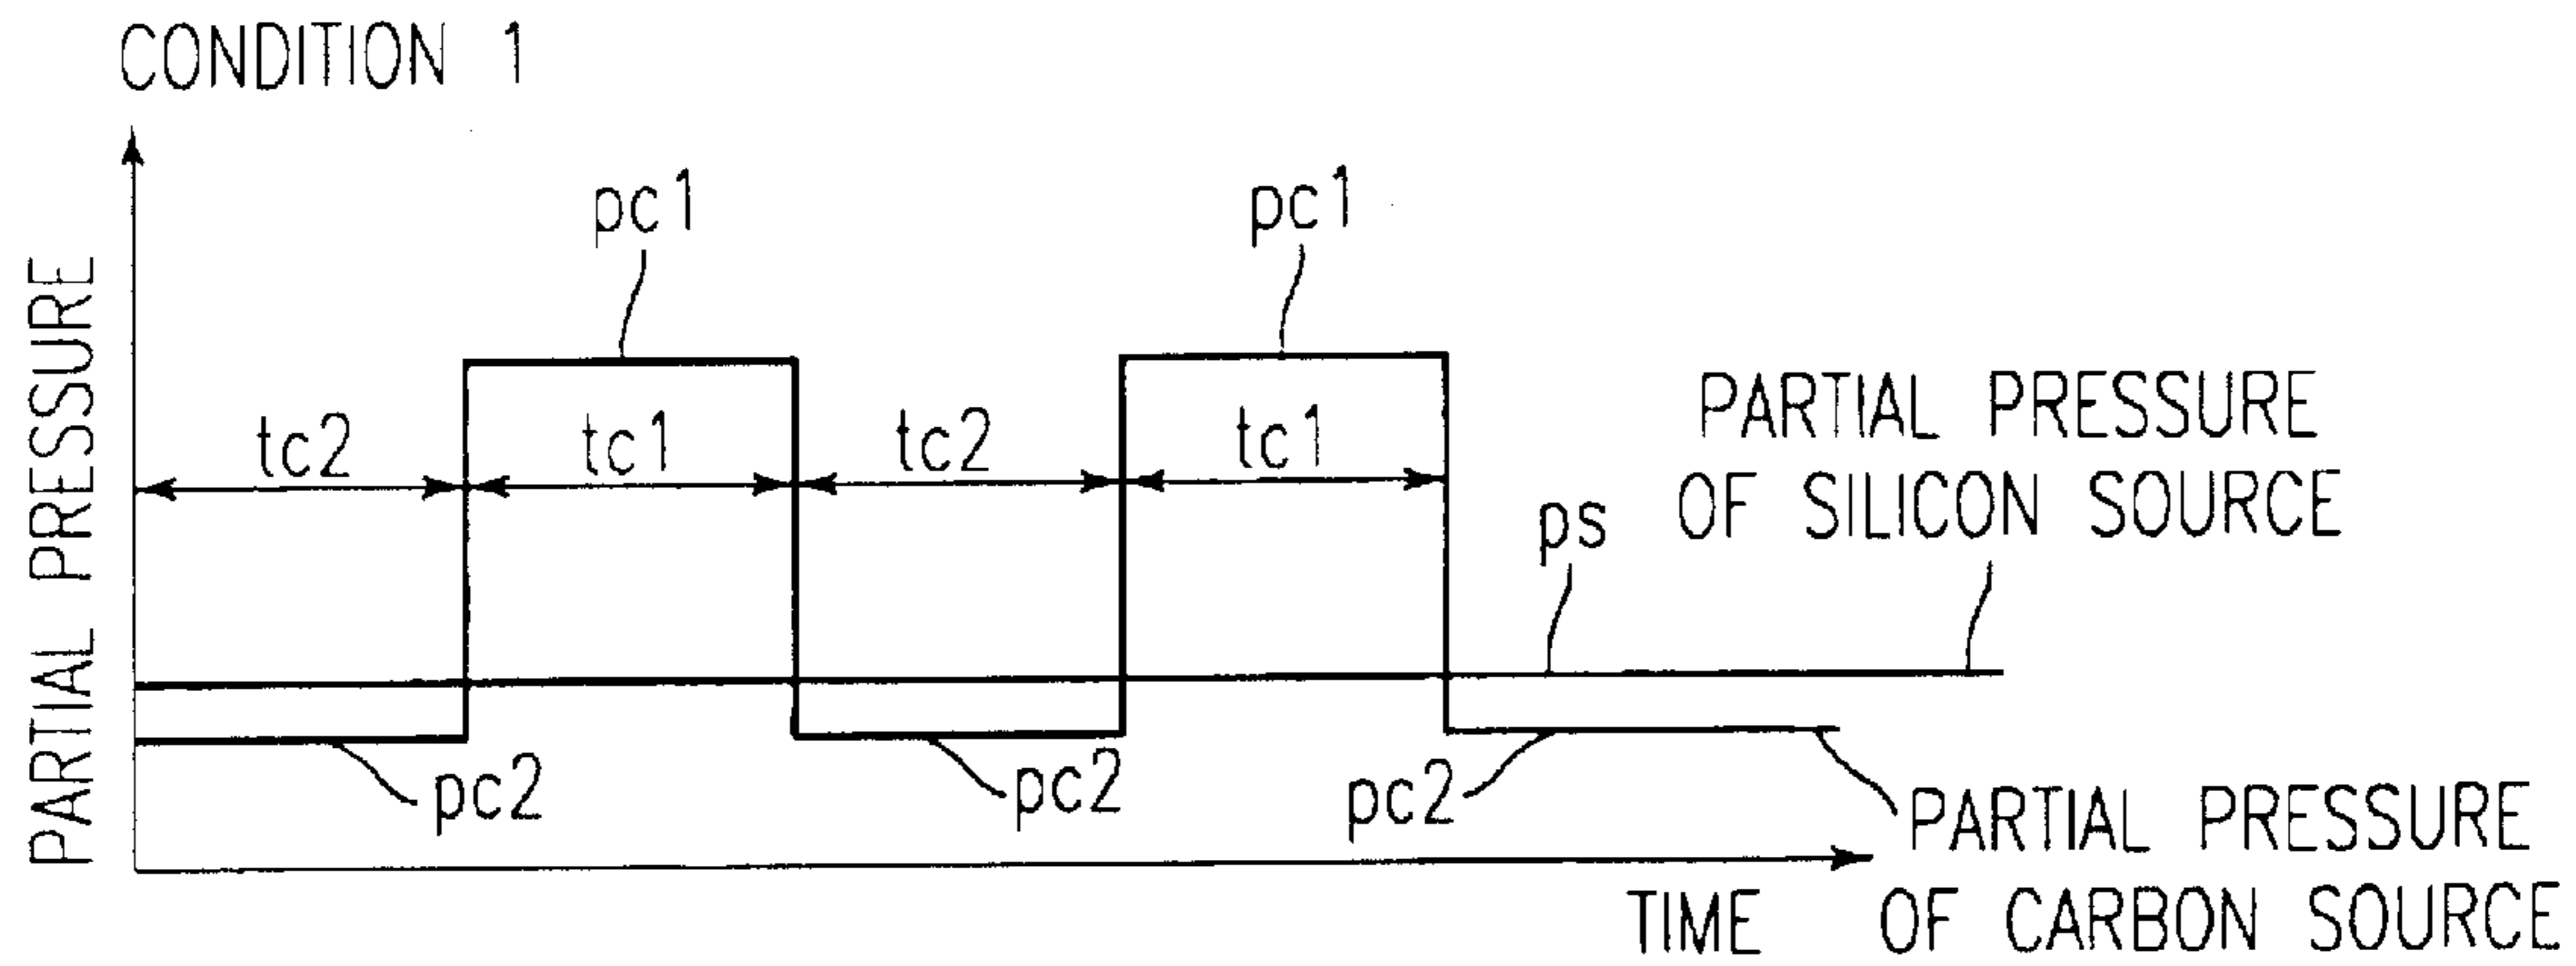 CONDITION 1
PARTIAL PRESSURE
pc1
pc1
tc2
tc1
tc2
tc1
PARTIAL PRESSURE
OF SILICON SOURCE
ps
pc2
pc2
pc2
PARTIAL PRESSURE
OF CARBON SOURCE
TIME